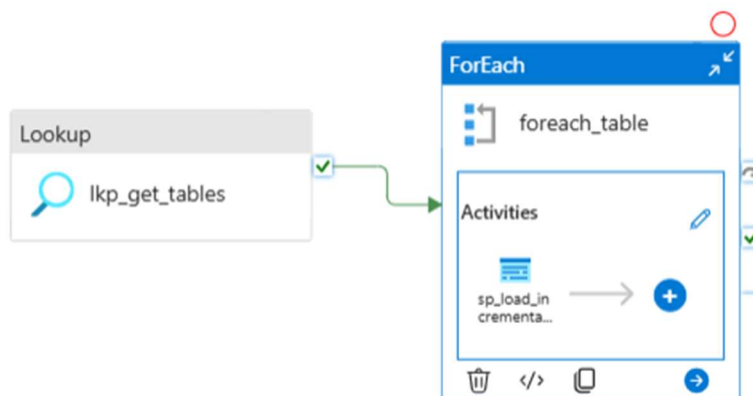 ForEach
foreach_table
Lookup
lkp_get_tables
Activities
sp_load_in
crementa...